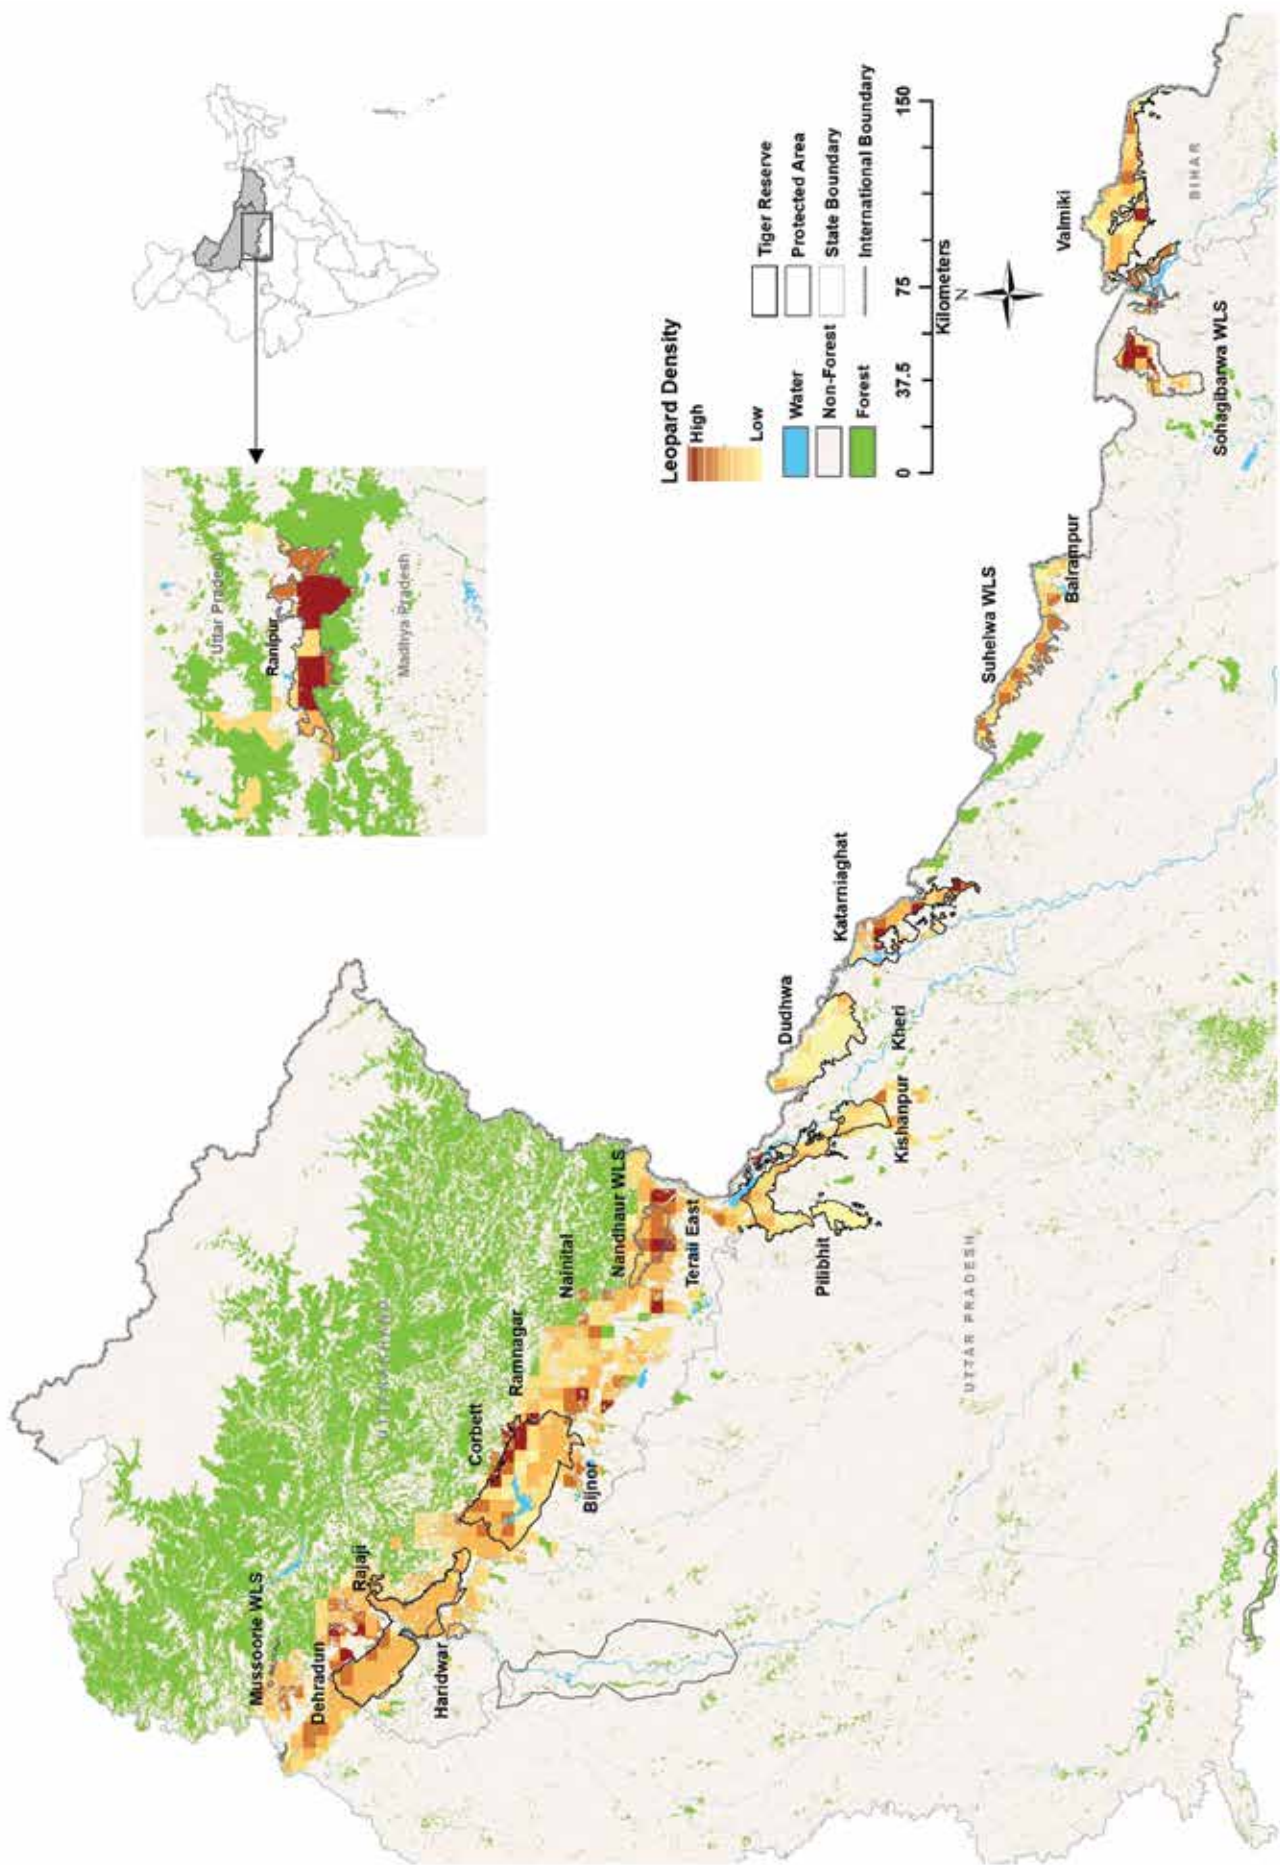 Uttar Pradesh
Ranipur
Madhya Pradesh
Leopard Density
High
Low
Water
Non-Forest
Forest
Tiger Reserve
Protected Area
State Boundary
International Boundary
0 37.5 75 150
Kilometers
N
Mussoorie WLS
Dehradun
Rajaji
Haridwar
Corbett
Ramnagar
Bijnor
Nainital
Nandhaur WLS
Terai East
Pilibhit
Dudhwa
Kishanpur
Kheri
Katarniaghat
Suhelwa WLS
Balrampur
Valmiki
Sohagibarwa WLS
BIHAR
UTTAR PRADESH